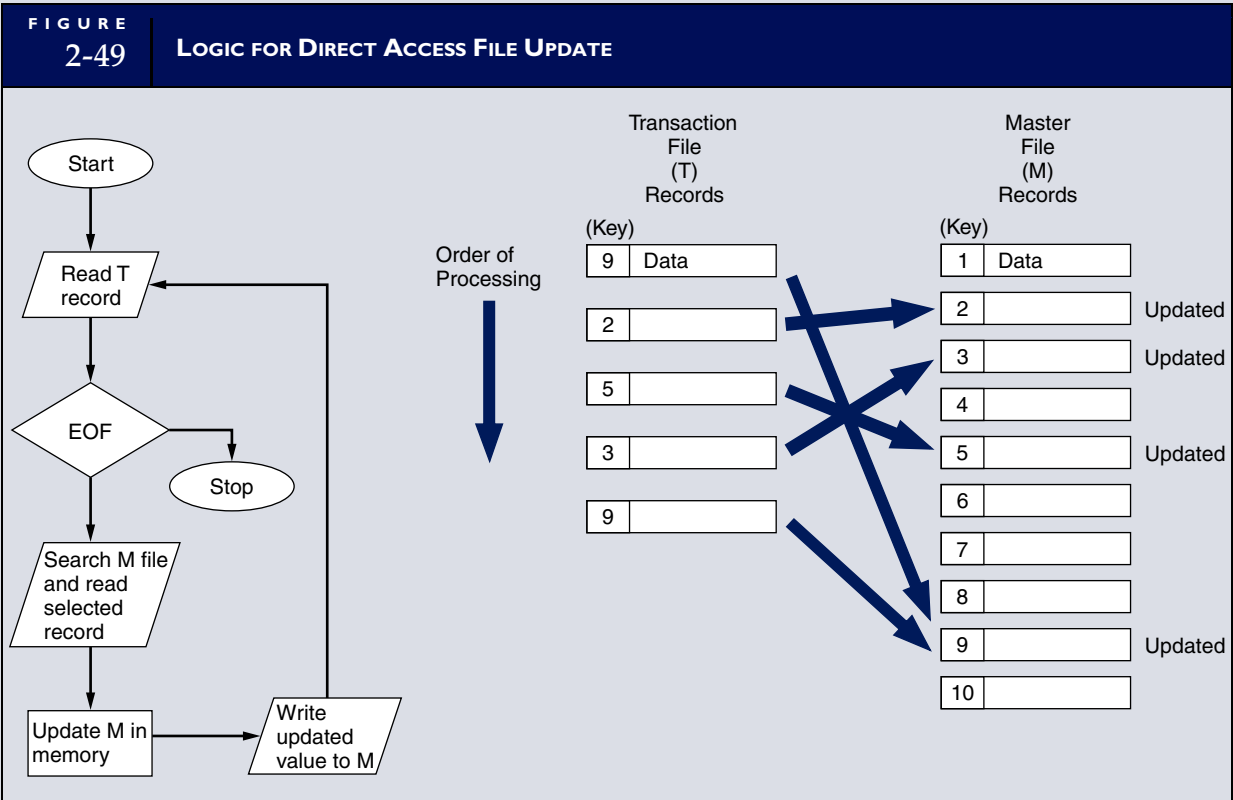 FIGURE
2-49
LOGIC FOR DIRECT ACCESS FILE UPDATE
Start
Read T
record
EOF
Stop
Search M file
and read
selected
record
Update M in
memory
Write
updated
value to M
Order of
Processing
Transaction
File
(T)
Records
(Key)
9 Data
2
5
3
9
Master
File
(M)
Records
(Key)
1 Data
2 Updated
3 Updated
4
5 Updated
6
7
8
9 Updated
10